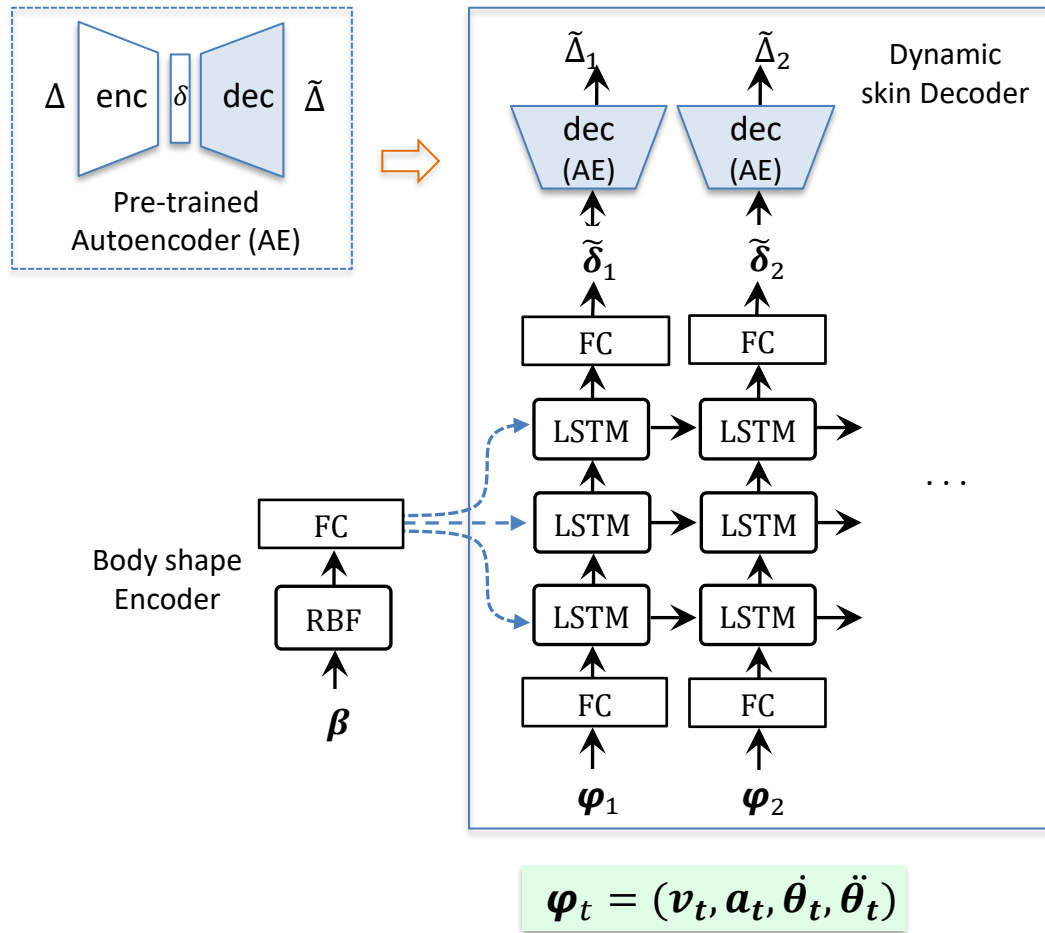 Δ enc δ dec Δ̃
Pre-trained
Autoencoder (AE)
Δ̃₁ Δ̃₂
Dynamic
skin Decoder
dec dec
(AE) (AE)
𝜹̃₁ 𝜹̃₂
FC FC
LSTM LSTM
. . .
FC LSTM LSTM
Body shape
Encoder
RBF LSTM LSTM
FC FC
𝜷
𝝋₁ 𝝋₂
𝝋ₜ = (𝒗ₜ, 𝒂ₜ, 𝜽̇ₜ, 𝜽̈ₜ)